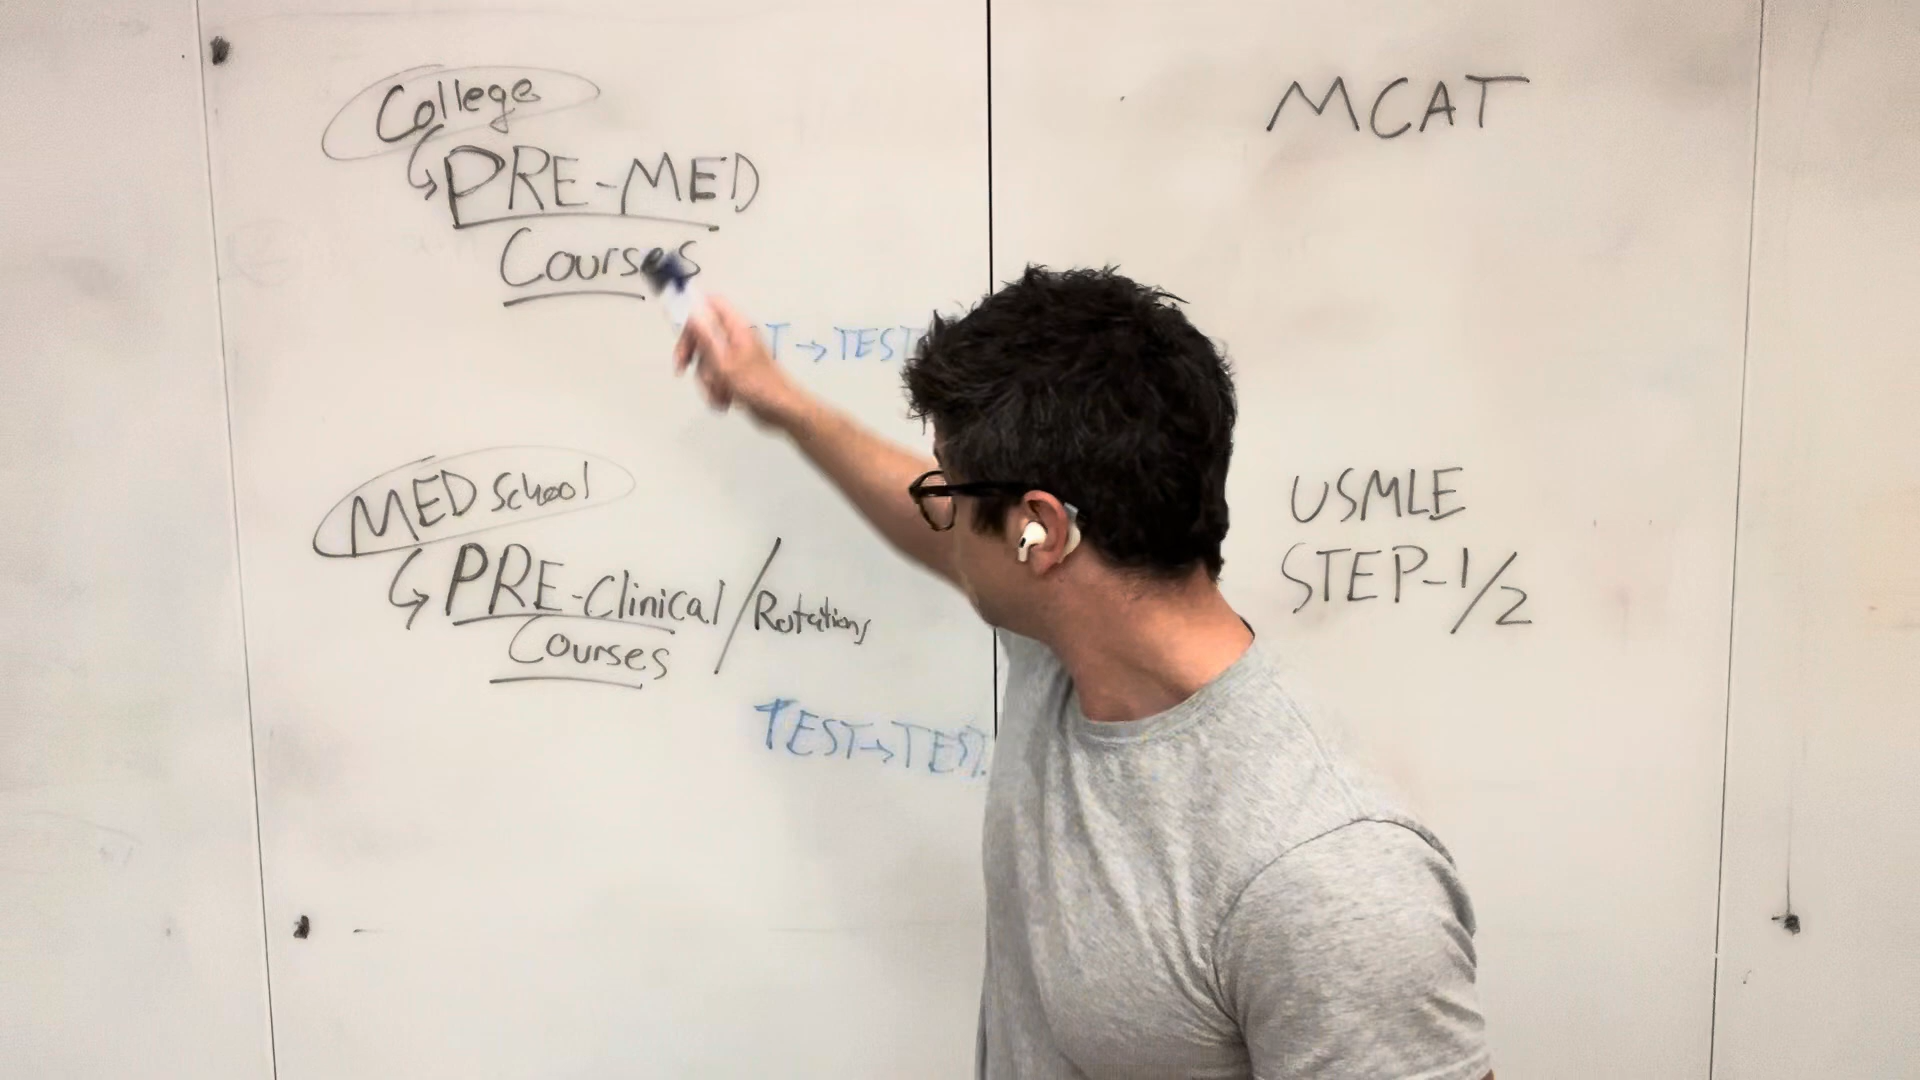 College
↳ PRE-MED
Courses
→ TEST
MED School
↳ PRE-Clinical / Rotations
Courses
TEST → TEST
MCAT
USMLE
STEP-1/2